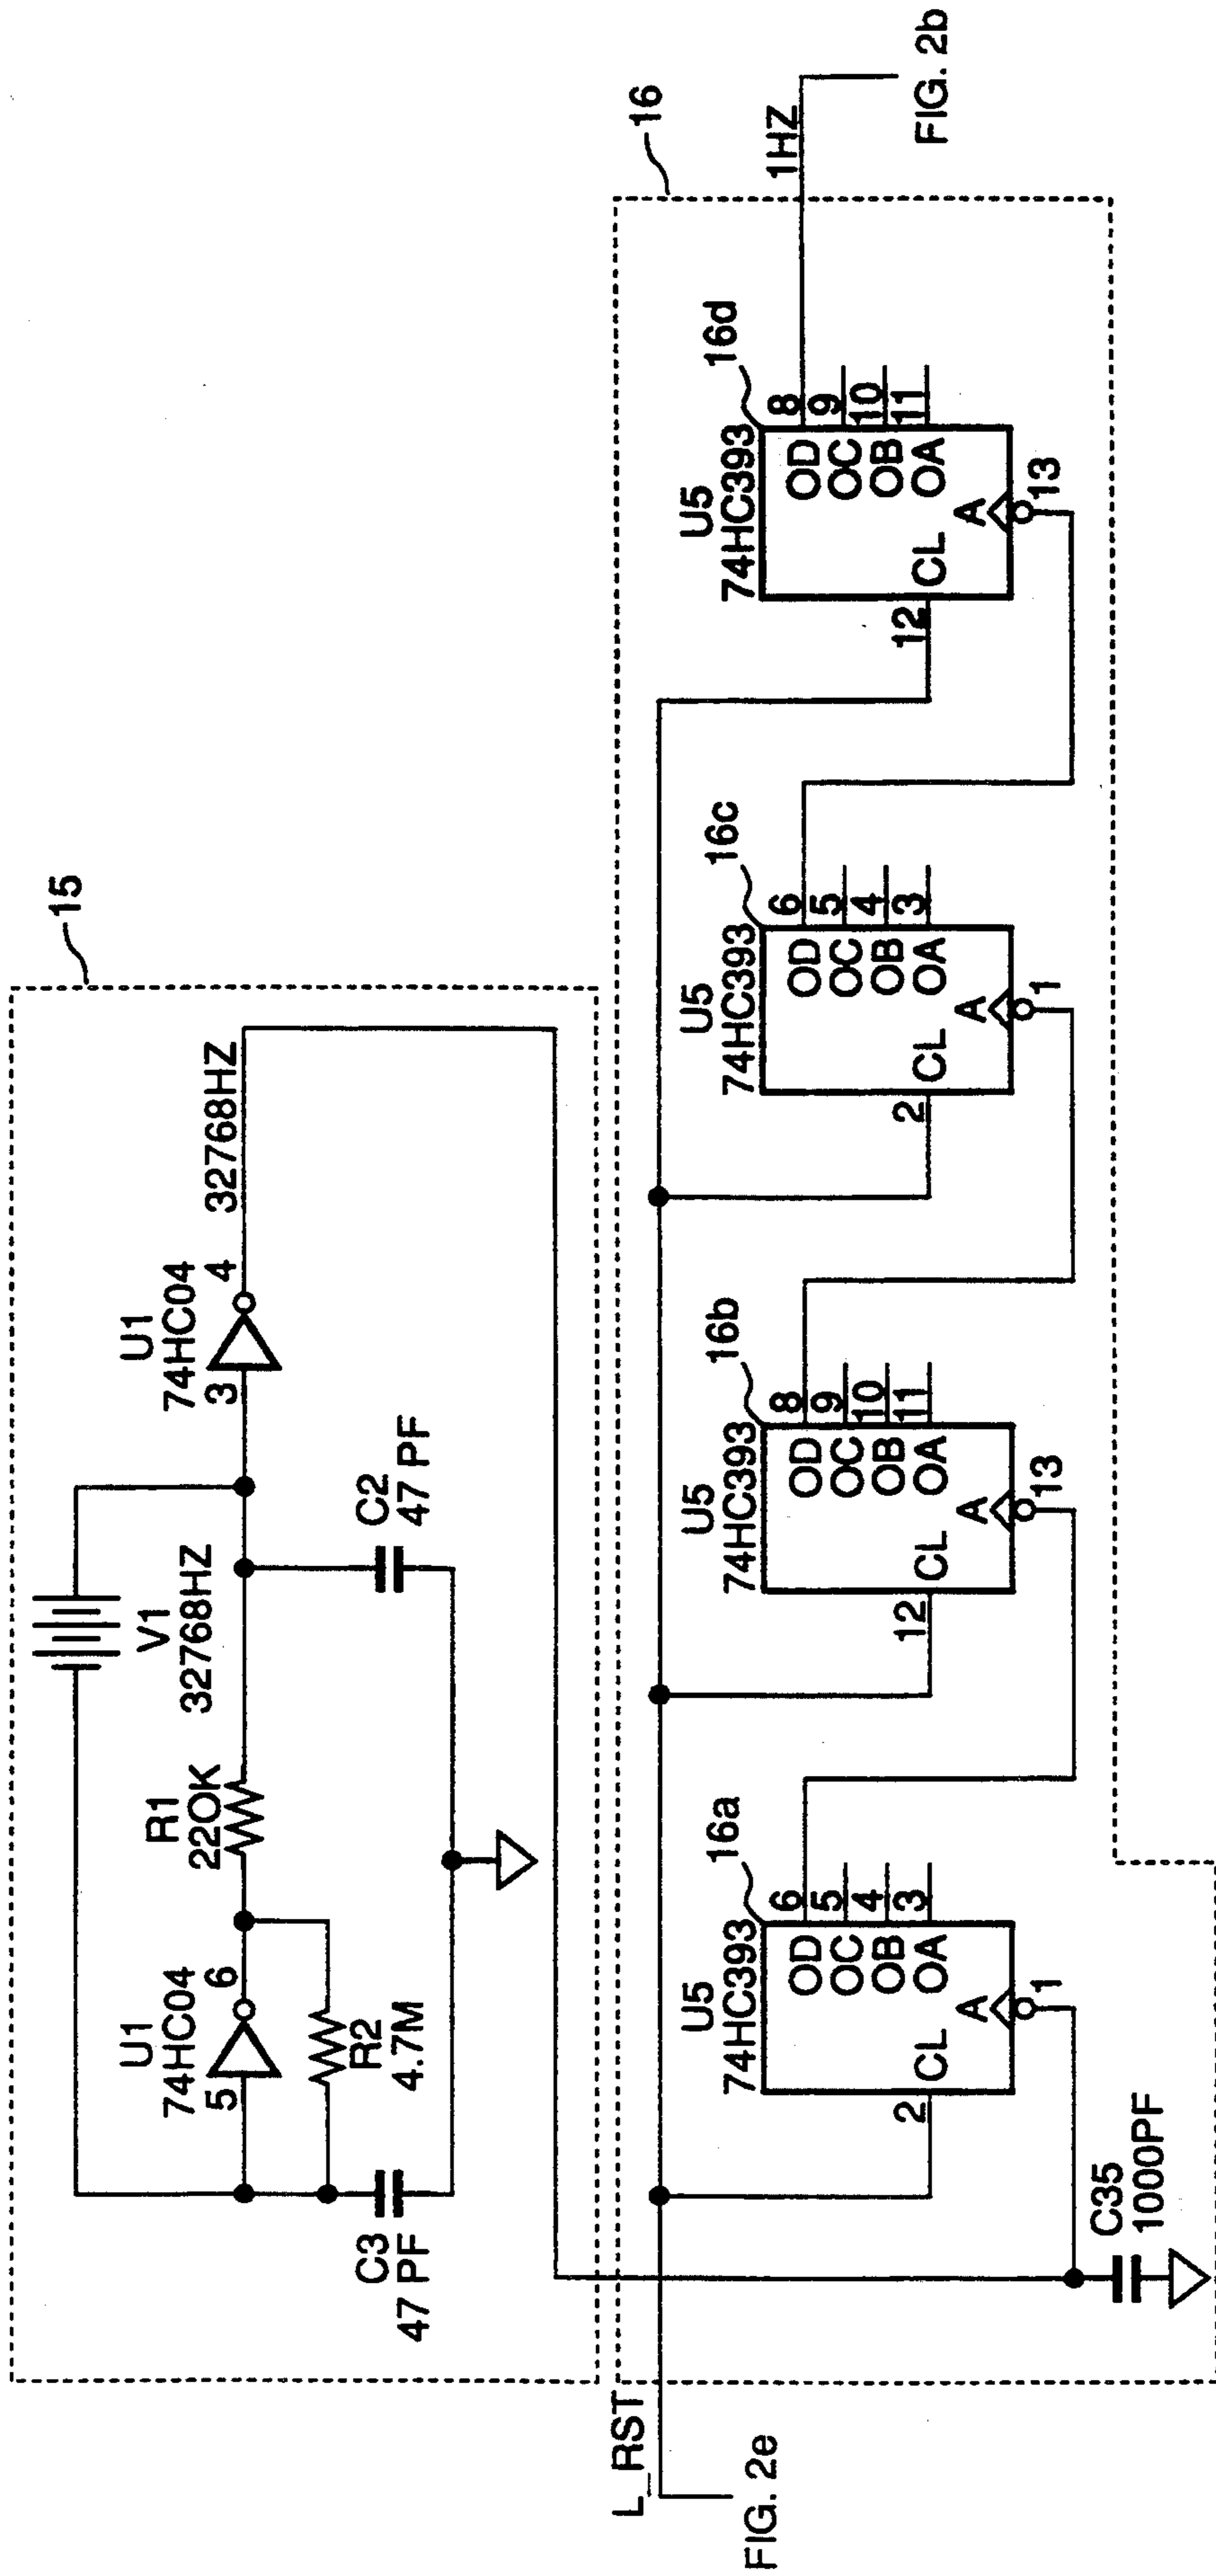 15
V1
32768HZ
U1
74HC04
5
6
R1
22OK
R2
4.7M
C3
47 PF
C2
47 PF
U1
74HC04
3
4
32768HZ
16
L_RST
FIG. 2e
U5
74HC393
16a
2
CL
A
1
OD
OC
OB
OA
6
5
4
3
C35
1000PF
U5
74HC393
16b
12
CL
A
13
OD
OC
OB
OA
8
9
10
11
U5
74HC393
16c
2
CL
A
1
OD
OC
OB
OA
6
5
4
3
U5
74HC393
16d
12
CL
A
13
OD
OC
OB
OA
8
9
10
11
1HZ
FIG. 2b